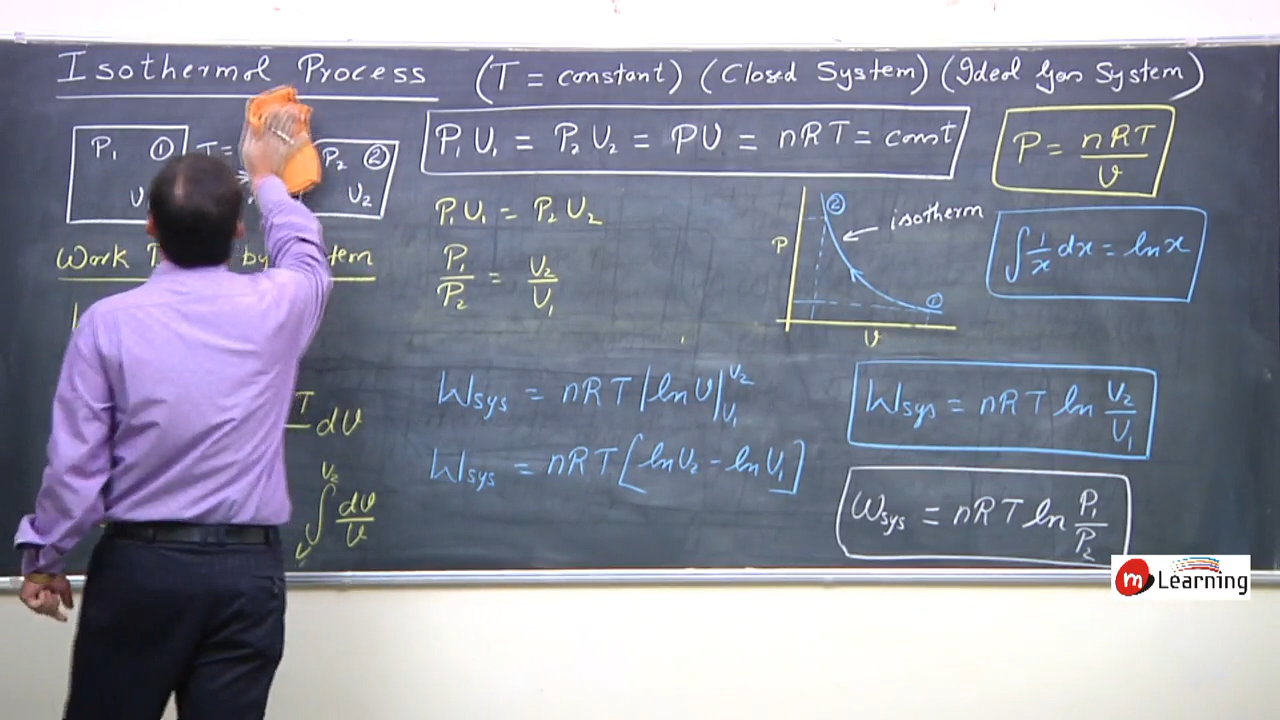 Isothermal Process (T = constant) (Closed System) (Ideal Gas System)
P₁ ① T = P₂ ②
V₂
P₁V₁ = P₂V₂ = PV = nRT = const
P = nRT/V
P₁V₁ = P₂V₂
P₁/P₂ = V₂/V₁
② isotherm
P
①
V
∫ 1/x dx = ln x
Work by
dV
V₂
∫ dV/V
Wsys = nRT |ln V|V₁ V₂
Wsys = nRT [ln V₂ - ln V₁]
Wsys = nRT ln V₂/V₁
Wsys = nRT ln P₁/P₂
m Learning